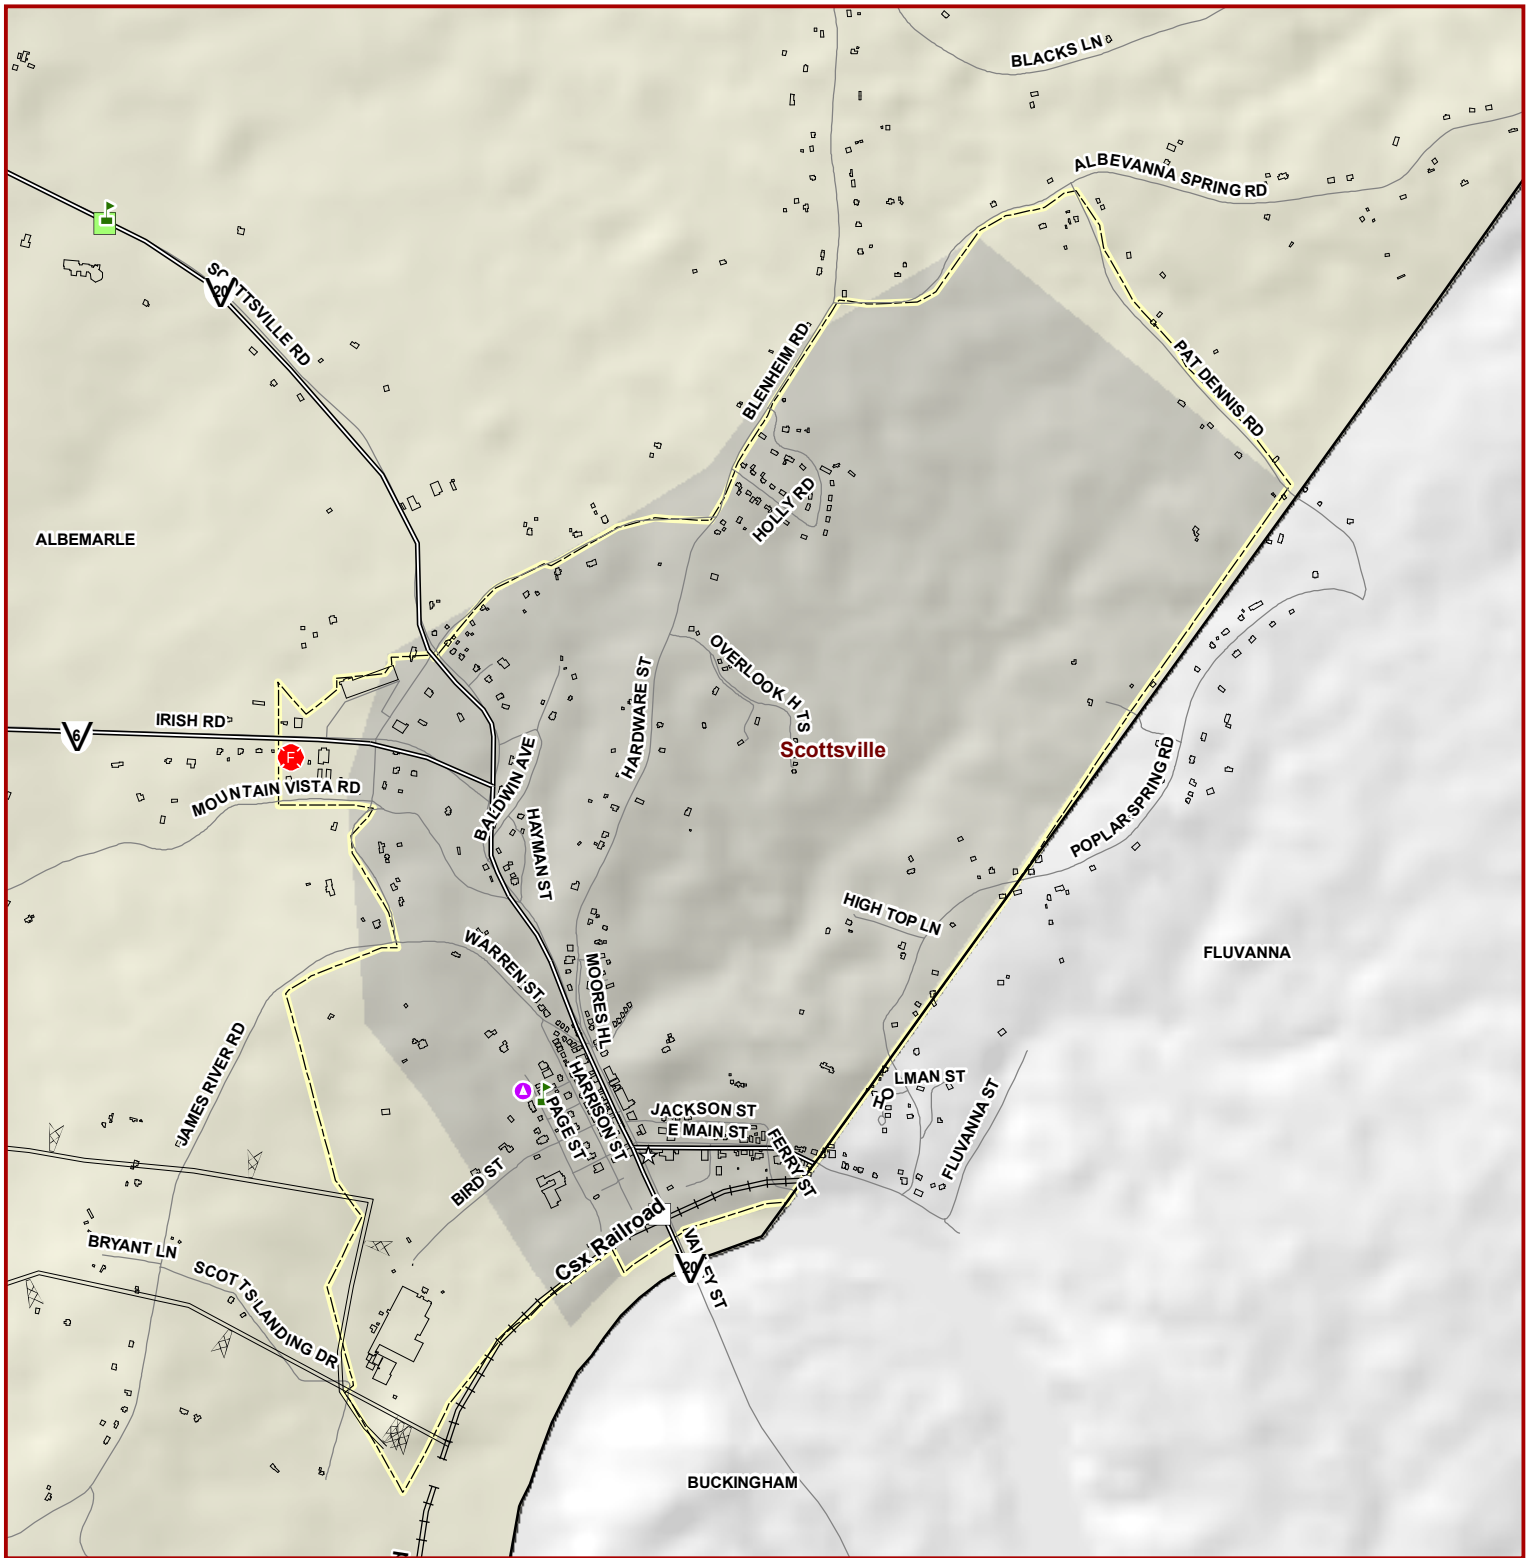 BLACKS LN
ALBEVANNA SPRING RD
SCOTTSVILLE RD
20
BLENHEIM RD
PAT DENNIS RD
HOLLY RD
ALBEMARLE
OVERLOOK HTS
HARDWARE ST
IRISH RD
6
F
Scottsville
MOUNTAIN VISTA RD
BALDWIN AVE
HAYMAN ST
POPLAR SPRING RD
HIGH TOP LN
WARREN ST
MOORES HL
FLUVANNA
JAMES RIVER RD
HARRISON ST
PAGE ST
JACKSON ST
E MAIN ST
HOLMAN ST
FLUVANNA ST
FERRY ST
BIRD ST
Csx Railroad
BRYANT LN
SCOTTS LANDING DR
VALLEY ST
20
BUCKINGHAM